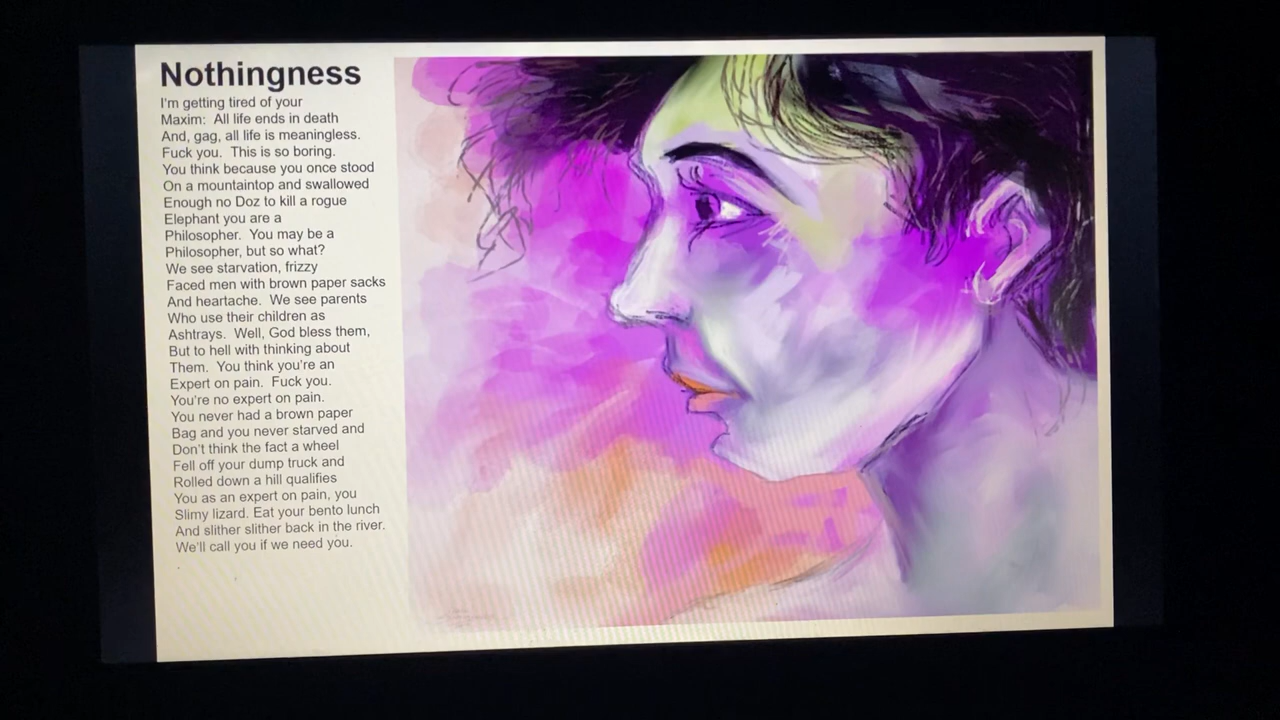 Nothingness
I'm getting tired of your
Maxim:  All life ends in death
And, gag, all life is meaningless.
Fuck you.  This is so boring.
You think because you once stood
On a mountaintop and swallowed
Enough no Doz to kill a rogue
Elephant you are a
Philosopher.  You may be a
Philosopher, but so what?
We see starvation, frizzy
Faced men with brown paper sacks
And heartache.  We see parents
Who use their children as
Ashtrays.  Well, God bless them,
But to hell with thinking about
Them.  You think you're an
Expert on pain.  Fuck you.
You're no expert on pain.
You never had a brown paper
Bag and you never starved and
Don't think the fact a wheel
Fell off your dump truck and
Rolled down a hill qualifies
You as an expert on pain, you
Slimy lizard. Eat your bento lunch
And slither slither back in the river.
We'll call you if we need you.